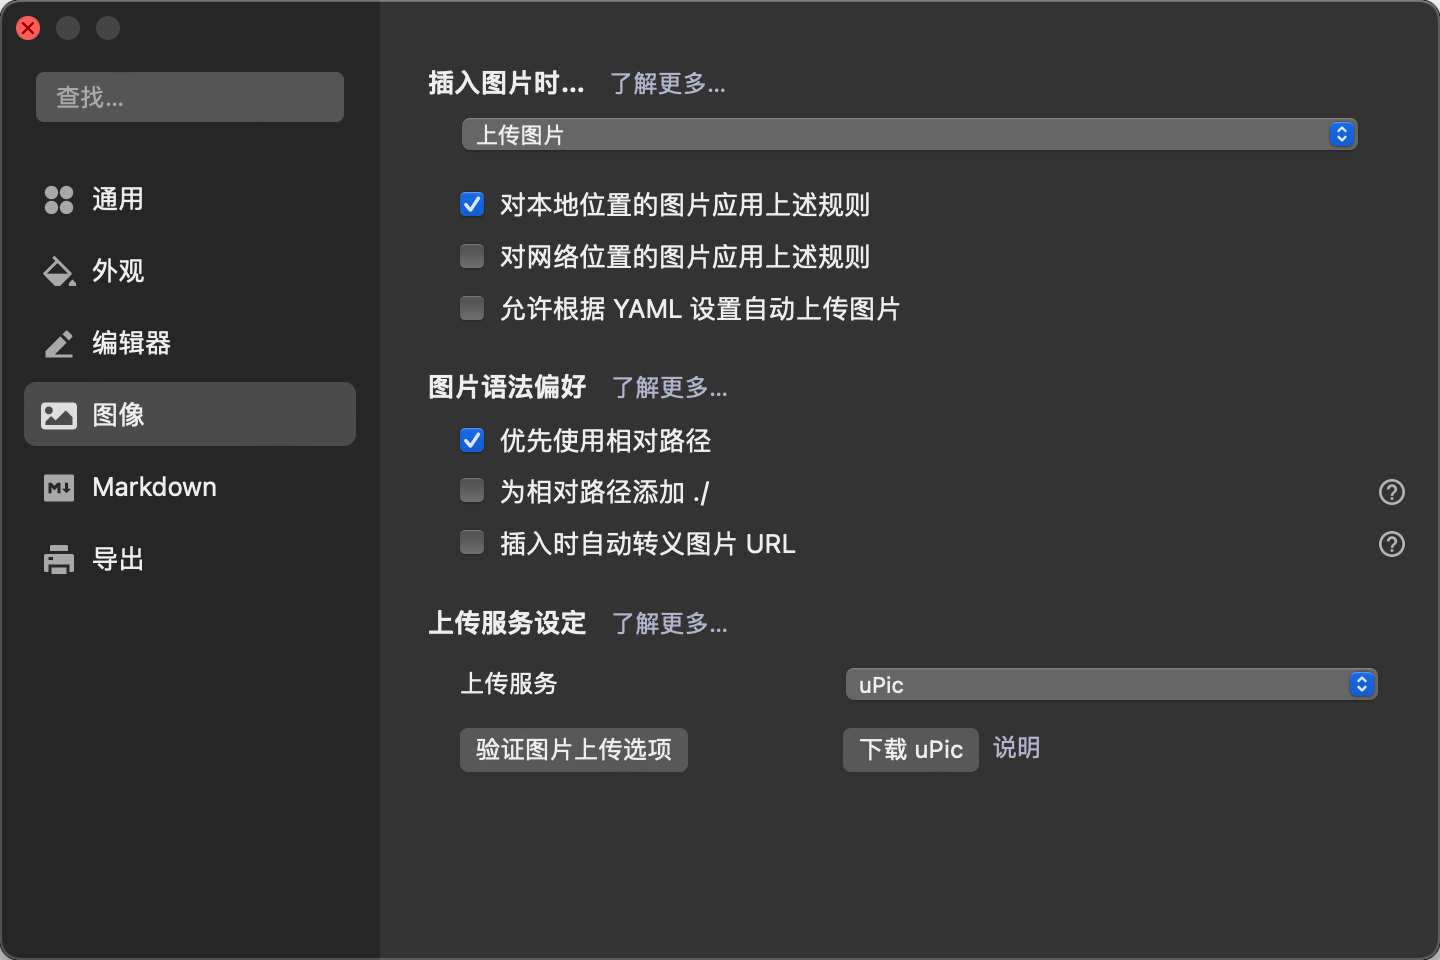 查找...
通用
外观
编辑器
图像
Markdown
导出
插入图片时... 了解更多...
上传图片
对本地位置的图片应用上述规则
对网络位置的图片应用上述规则
允许根据 YAML 设置自动上传图片
图片语法偏好 了解更多...
优先使用相对路径
为相对路径添加 ./
插入时自动转义图片 URL
上传服务设定 了解更多...
上传服务 uPic
验证图片上传选项 下载 uPic 说明